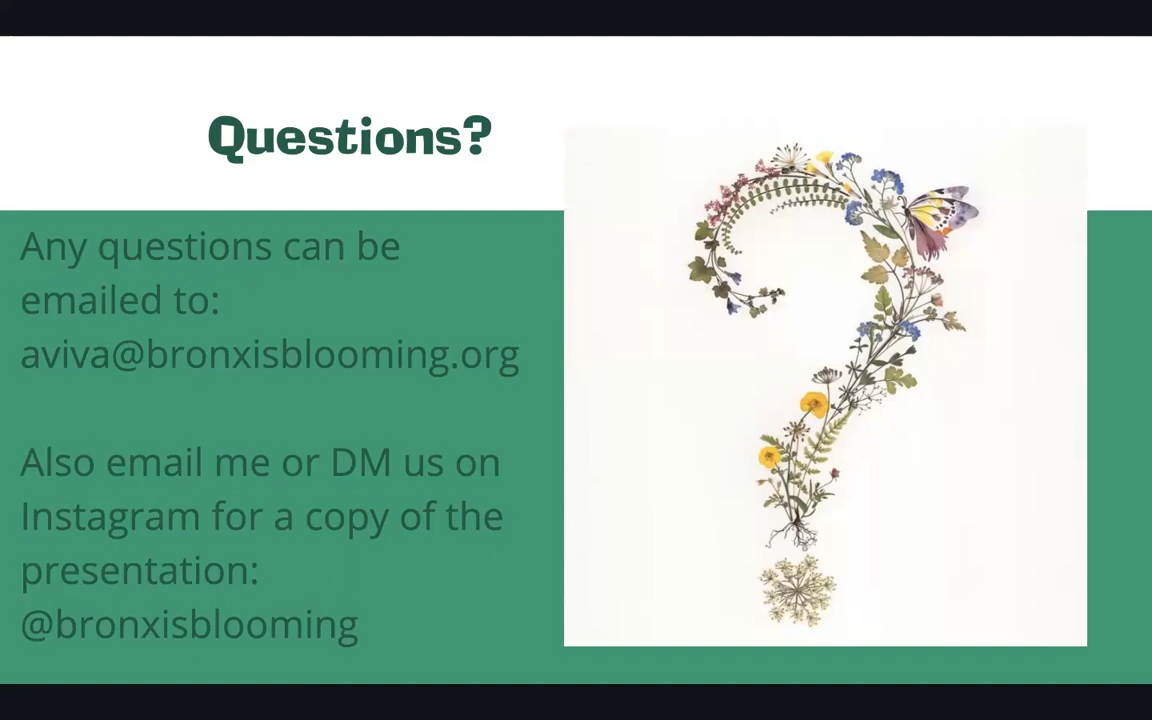 Questions?
Any questions can be
emailed to:
aviva@bronxisblooming.org
Also email me or DM us on
Instagram for a copy of the
presentation:
@bronxisblooming